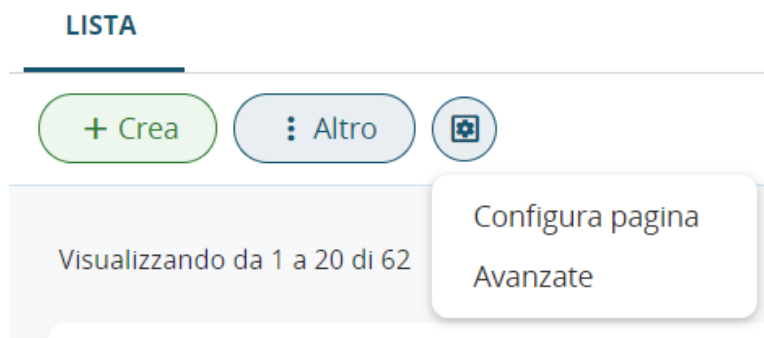 LISTA
+ Crea
Altro
Configura pagina
Visualizzando da 1 a 20 di 62
Avanzate